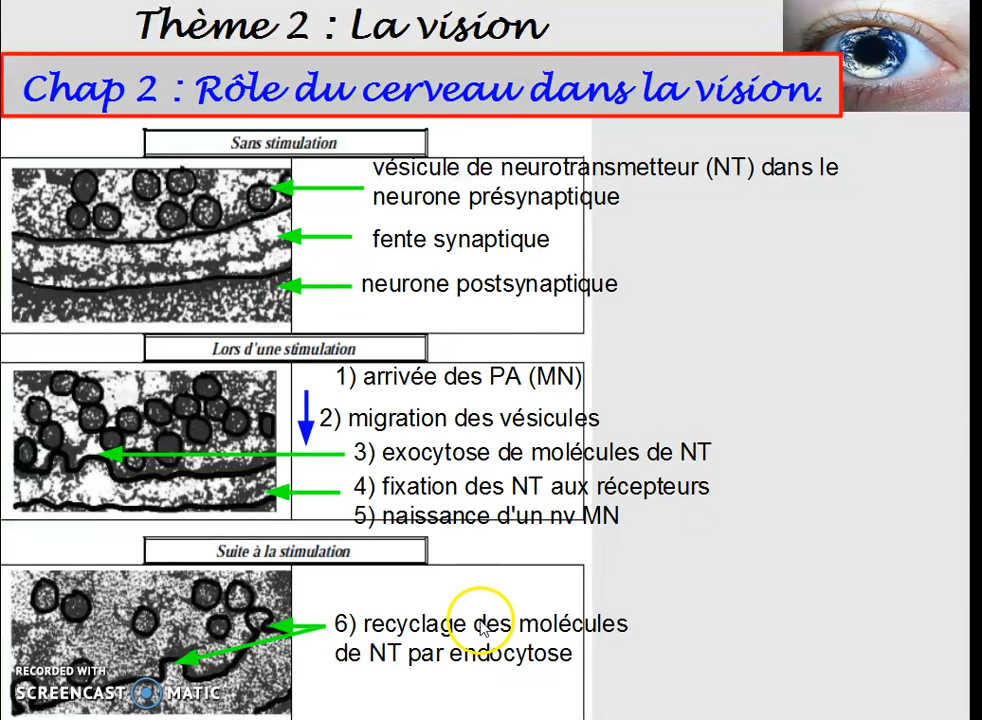 Thème 2 : La vision
Chap 2 : Rôle du cerveau dans la vision.
Sans stimulation
vésicule de neurotransmetteur (NT) dans le
neurone présynaptique
fente synaptique
neurone postsynaptique
Lors d'une stimulation
1) arrivée des PA (MN)
2) migration des vésicules
3) exocytose de molécules de NT
4) fixation des NT aux récepteurs
5) naissance d'un nv MN
Suite à la stimulation
6) recyclage des molécules
de NT par endocytose
RECORDED WITH
SCREENCAST MATIC